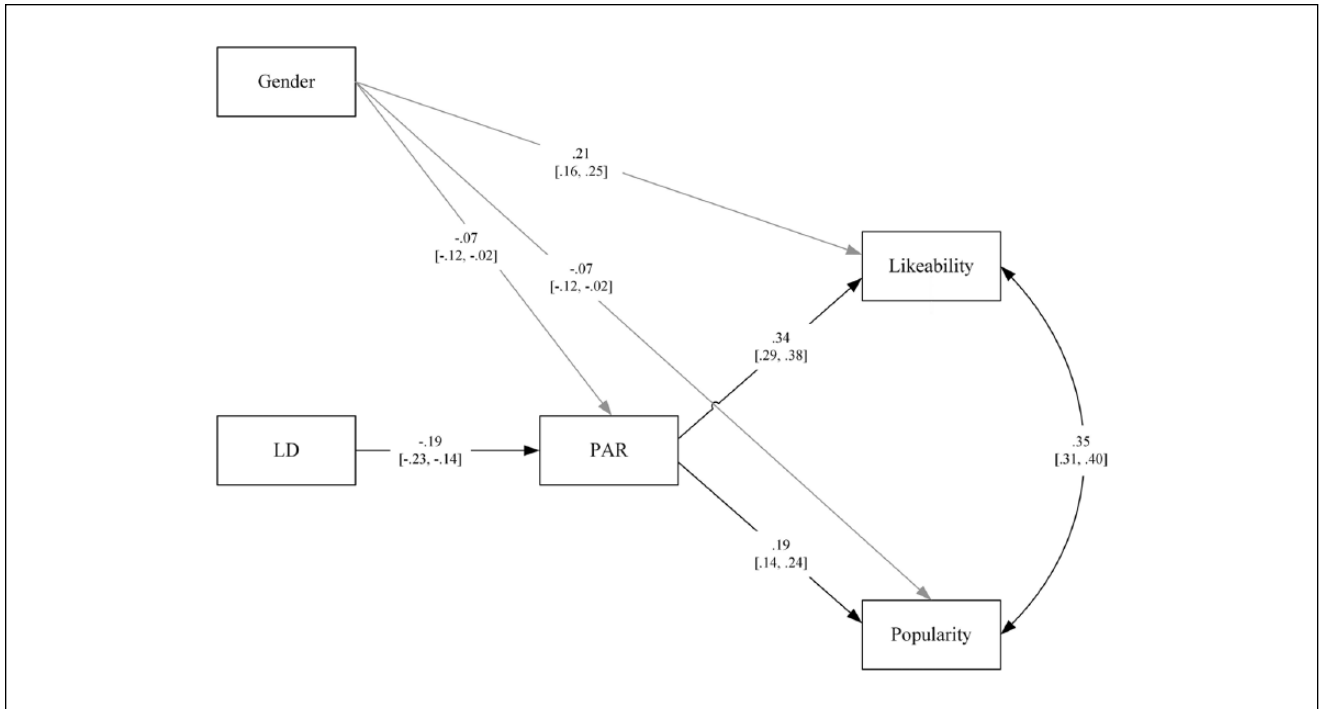 Gender
.21
[.16, .25]
-.07
[-.12, -.02]
-.07
[-.12, -.02]
Likeability
.34
[.29, .38]
LD
-.19
[-.23, -.14]
PAR
.35
[.31, .40]
.19
[.14, .24]
Popularity